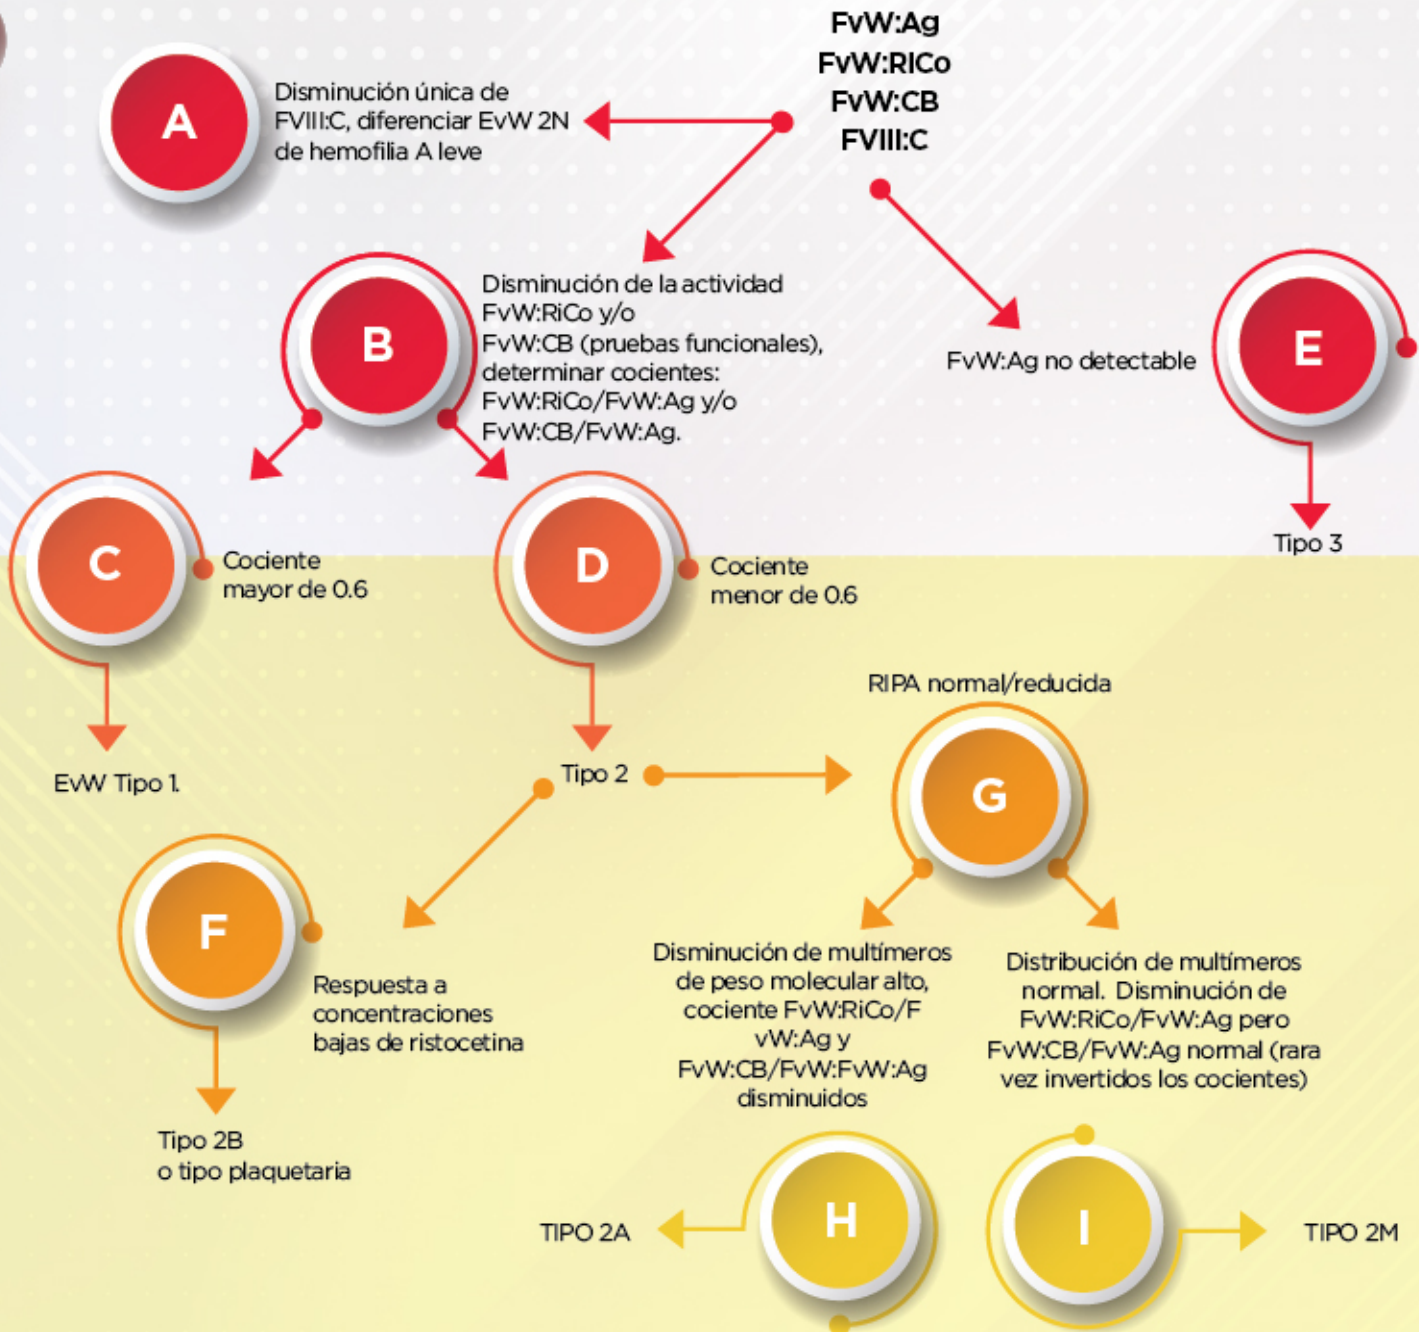 FvW:Ag
FvW:RICo
FvW:CB
FVIII:C
A
Disminución única de
FVIII:C, diferenciar EvW 2N
de hemofilia A leve
B
Disminución de la actividad
FvW:RiCo y/o
FvW:CB (pruebas funcionales),
determinar cocientes:
FvW:RiCo/FvW:Ag y/o
FvW:CB/FvW:Ag.
FvW:Ag no detectable
E
Tipo 3
C
Cociente
mayor de 0.6
D
Cociente
menor de 0.6
EvW Tipo 1.
Tipo 2
RIPA normal/reducida
G
F
Respuesta a
concentraciones
bajas de ristocetina
Tipo 2B
o tipo plaquetaria
Disminución de multímeros
de peso molecular alto,
cociente FvW:RiCo/F
vW:Ag y
FvW:CB/FvW:FvW:Ag
disminuidos
Distribución de multímeros
normal. Disminución de
FvW:RiCo/FvW:Ag pero
FvW:CB/FvW:Ag normal (rara
vez invertidos los cocientes)
H
TIPO 2A
I
TIPO 2M